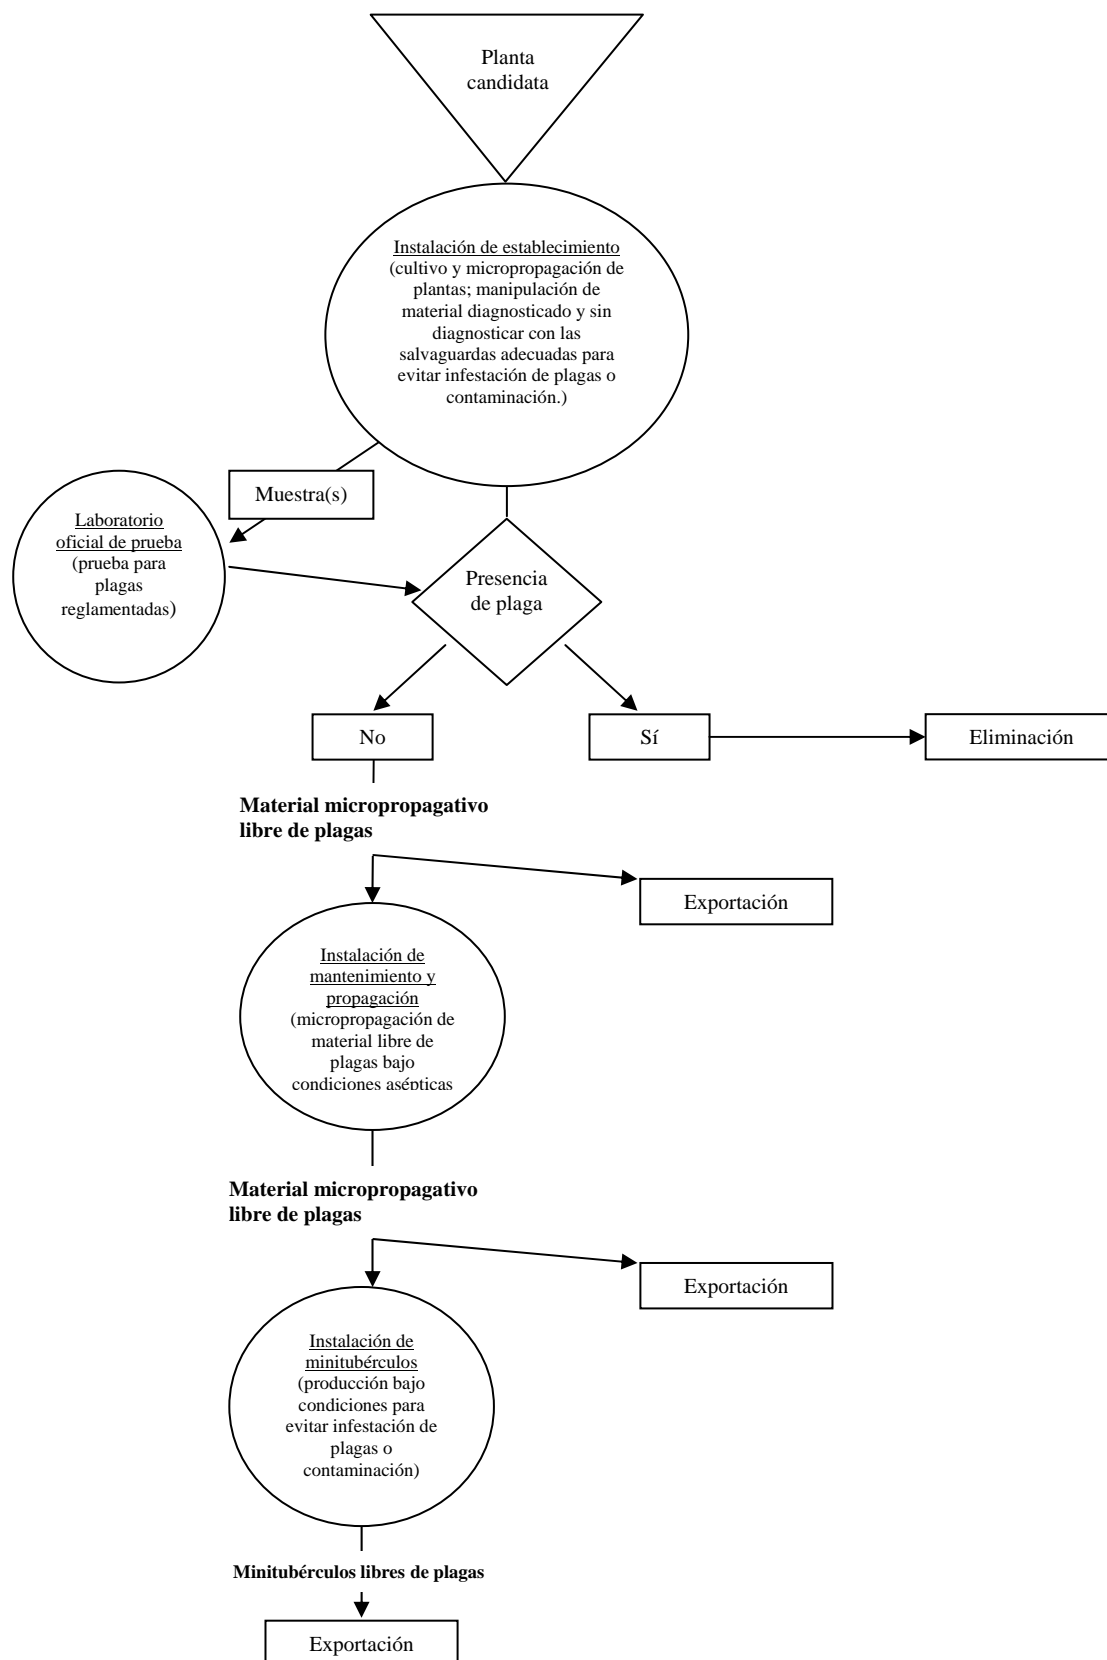 Planta
candidata
Instalación de establecimiento
(cultivo y micropropagación de
plantas; manipulación de
material diagnosticado y sin
diagnosticar con las
salvaguardas adecuadas para
evitar infestación de plagas o
contaminación.)
Muestra(s)
Laboratorio
oficial de prueba
(prueba para
plagas
reglamentadas)
Presencia
de plaga
No
Sí
Eliminación
Material micropropagativo
libre de plagas
Exportación
Instalación de
mantenimiento y
propagación
(micropropagación de
material libre de
plagas bajo
condiciones asépticas
Material micropropagativo
libre de plagas
Exportación
Instalación de
minitubérculos
(producción bajo
condiciones para
evitar infestación de
plagas o
contaminación)
Minitubérculos libres de plagas
Exportación